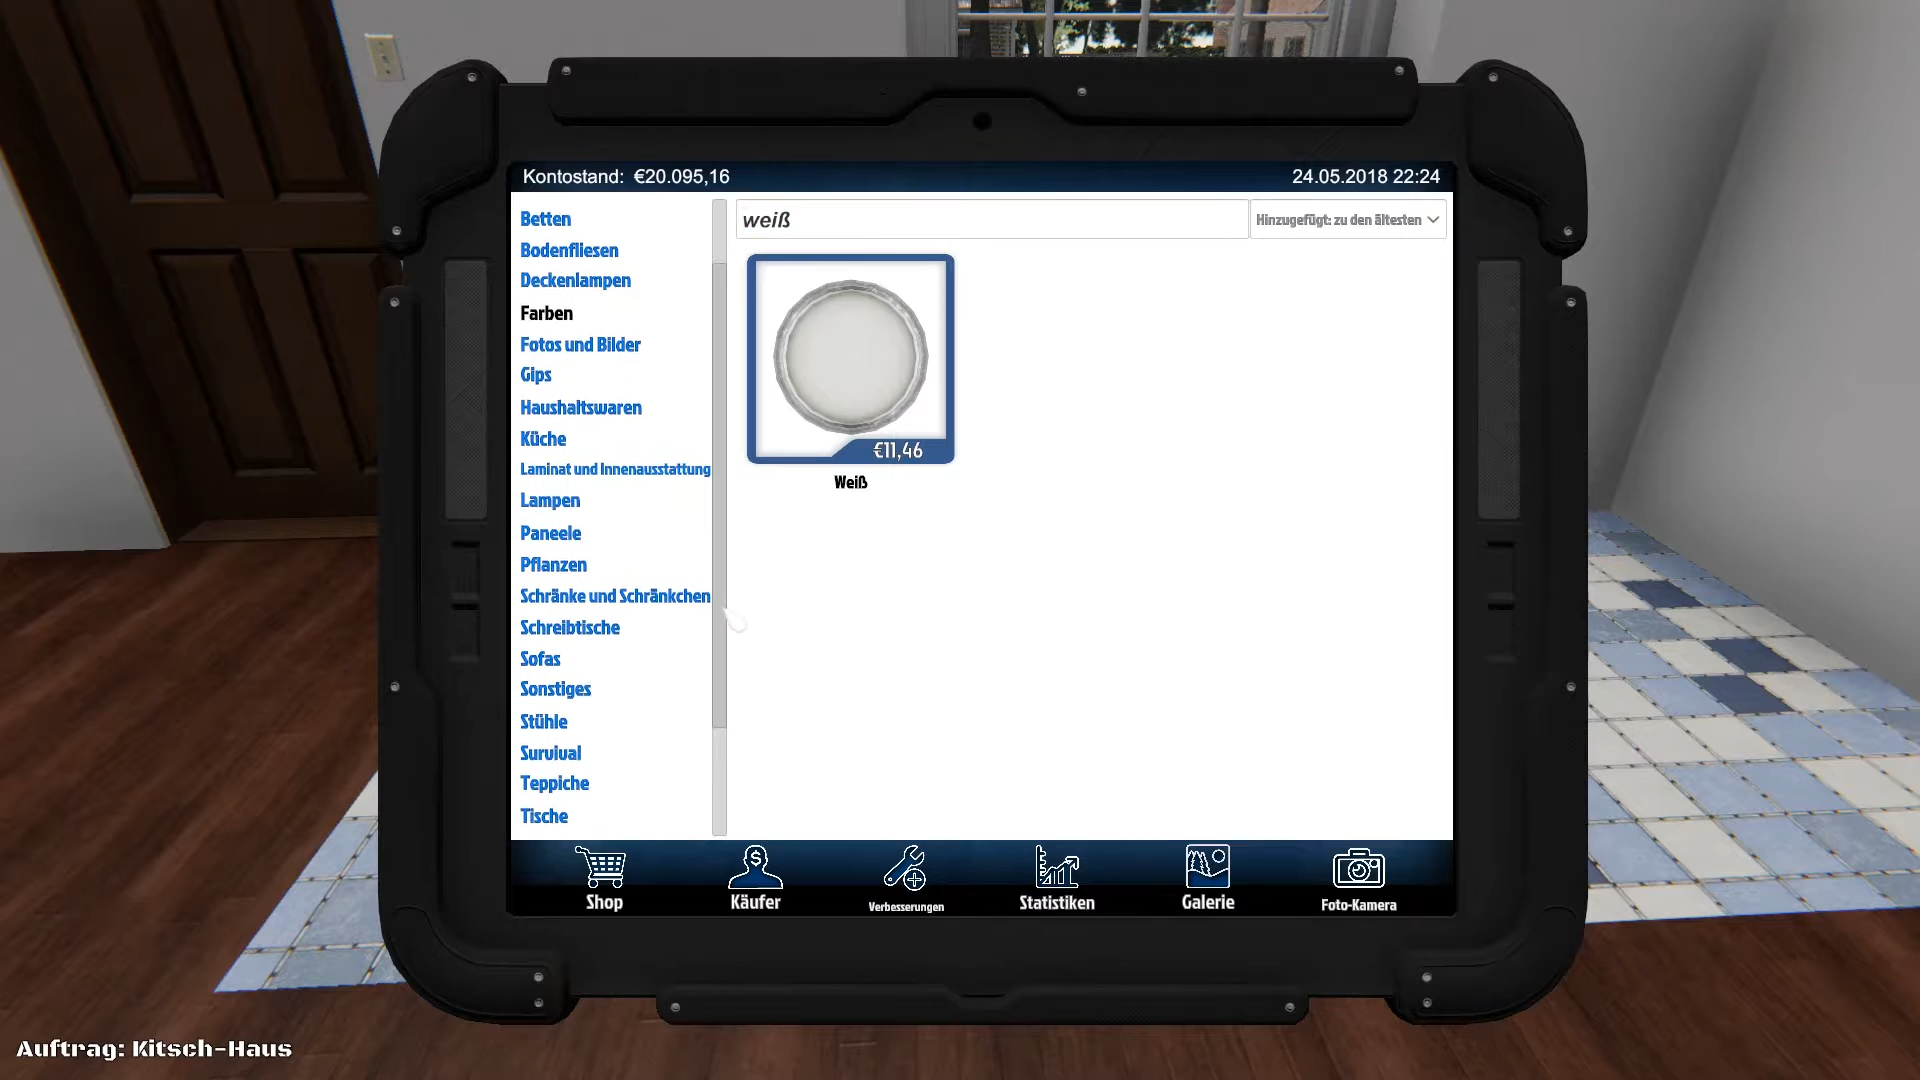 Kontostand: €20.095,16
24.05.2018 22:24
Betten
Bodenfliesen
Deckenlampen
Farben
Fotos und Bilder
Gips
Haushaltswaren
Küche
Laminat und Innenausstattung
Lampen
Paneele
Pflanzen
Schränke und Schränkchen
Schreibtische
Sofas
Sonstiges
Stühle
Survival
Teppiche
Tische
weiß
Hinzugefügt: zu den ältesten
€11,46
Weiß
Shop
Käufer
Verbesserungen
Statistiken
Galerie
Foto-Kamera
Auftrag: Kitsch-Haus